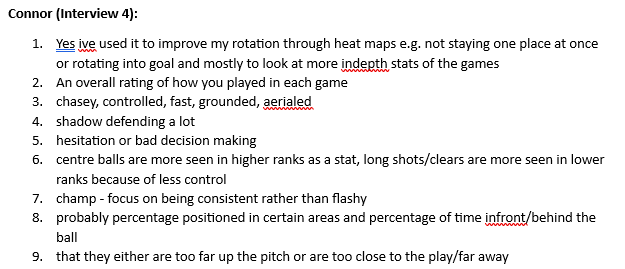 Connor (Interview 4):
1. Yes ive used it to improve my rotation through heat maps e.g. not staying one place at once
or rotating into goal and mostly to look at more indepth stats of the games
2. An overall rating of how you played in each game
3. chasey, controlled, fast, grounded, aerialed
4. shadow defending a lot
5. hesitation or bad decision making
6. centre balls are more seen in higher ranks as a stat, long shots/clears are more seen in lower
ranks because of less control
7. champ - focus on being consistent rather than flashy
8. probably percentage positioned in certain areas and percentage of time infront/behind the
ball
9. that they either are too far up the pitch or are too close to the play/far away